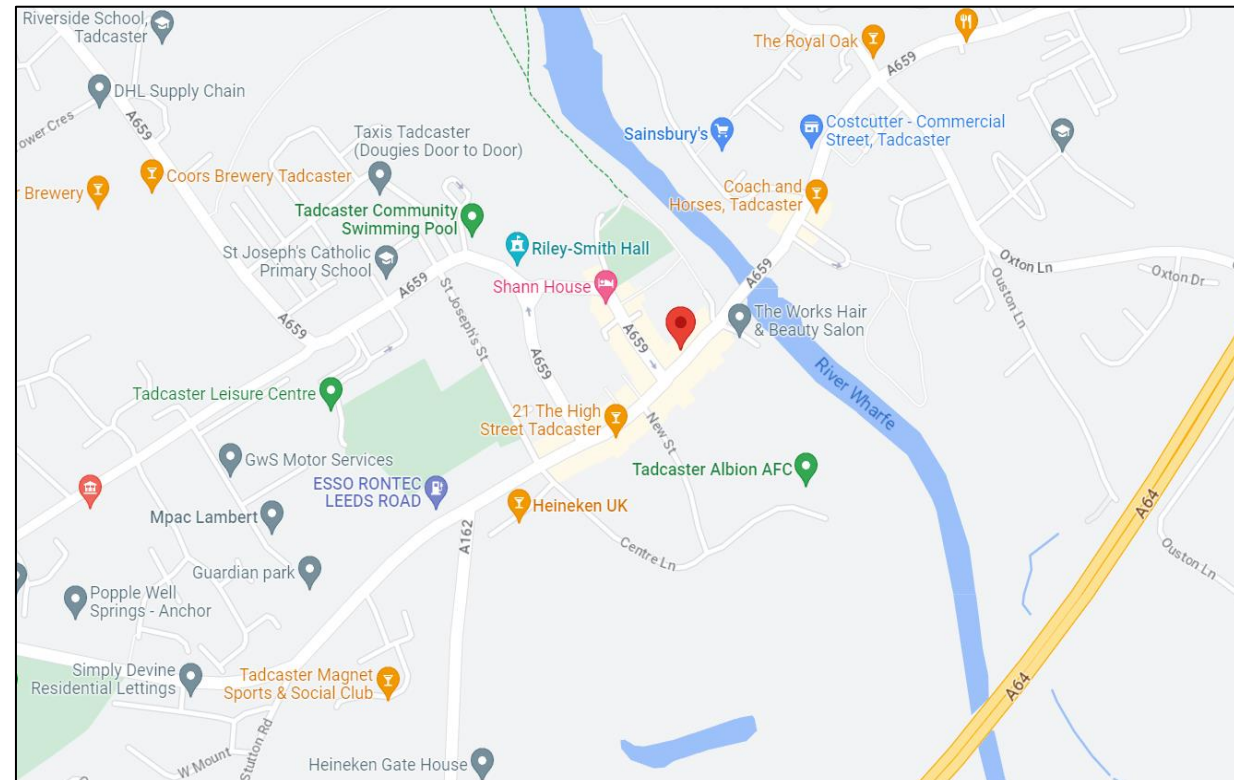 Riverside School,
Tadcaster
DHL Supply Chain
ower Cres
A659
The Royal Oak
A659
Taxis Tadcaster
(Dougies Door to Door)
Sainsbury's
Costcutter - Commercial
Street, Tadcaster
r Brewery
Coors Brewery Tadcaster
Coach and
Horses, Tadcaster
Tadcaster Community
Swimming Pool
St Joseph's Catholic
Primary School
Riley-Smith Hall
Shann House
A659
A659
Oxton Ln
Oxton Dr
Ouston Ln
St Joseph's St
A659
A659
A659
The Works Hair
& Beauty Salon
River Wharfe
Tadcaster Leisure Centre
21 The High
Street Tadcaster
New St
GwS Motor Services
Tadcaster Albion AFC
ESSO RONTEC
LEEDS ROAD
Heineken UK
Mpac Lambert
A162
Centre Ln
A64
Ouston Ln
Guardian park
Popple Well
Springs - Anchor
Simply Devine
Residential Lettings
Tadcaster Magnet
Sports & Social Club
A64
Stutton Rd
W Mount
Heineken Gate House